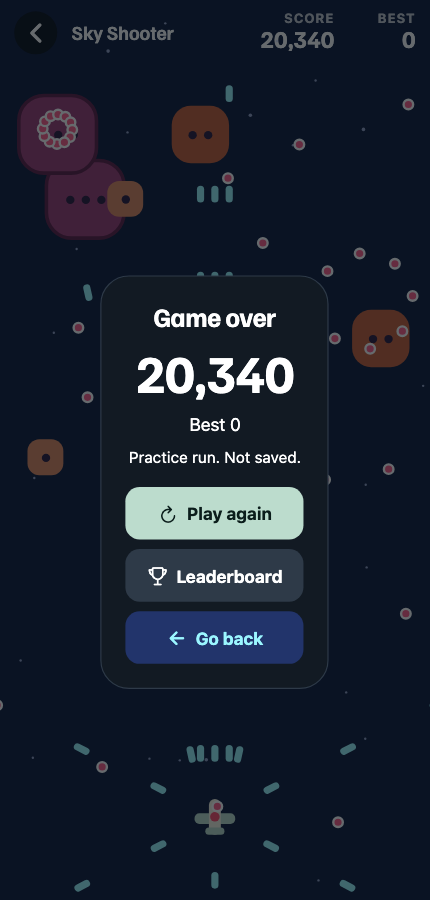 Sky Shooter
SCORE
20,340
BEST
0
Game over
20,340
Best 0
Practice run. Not saved.
Play again
Leaderboard
Go back